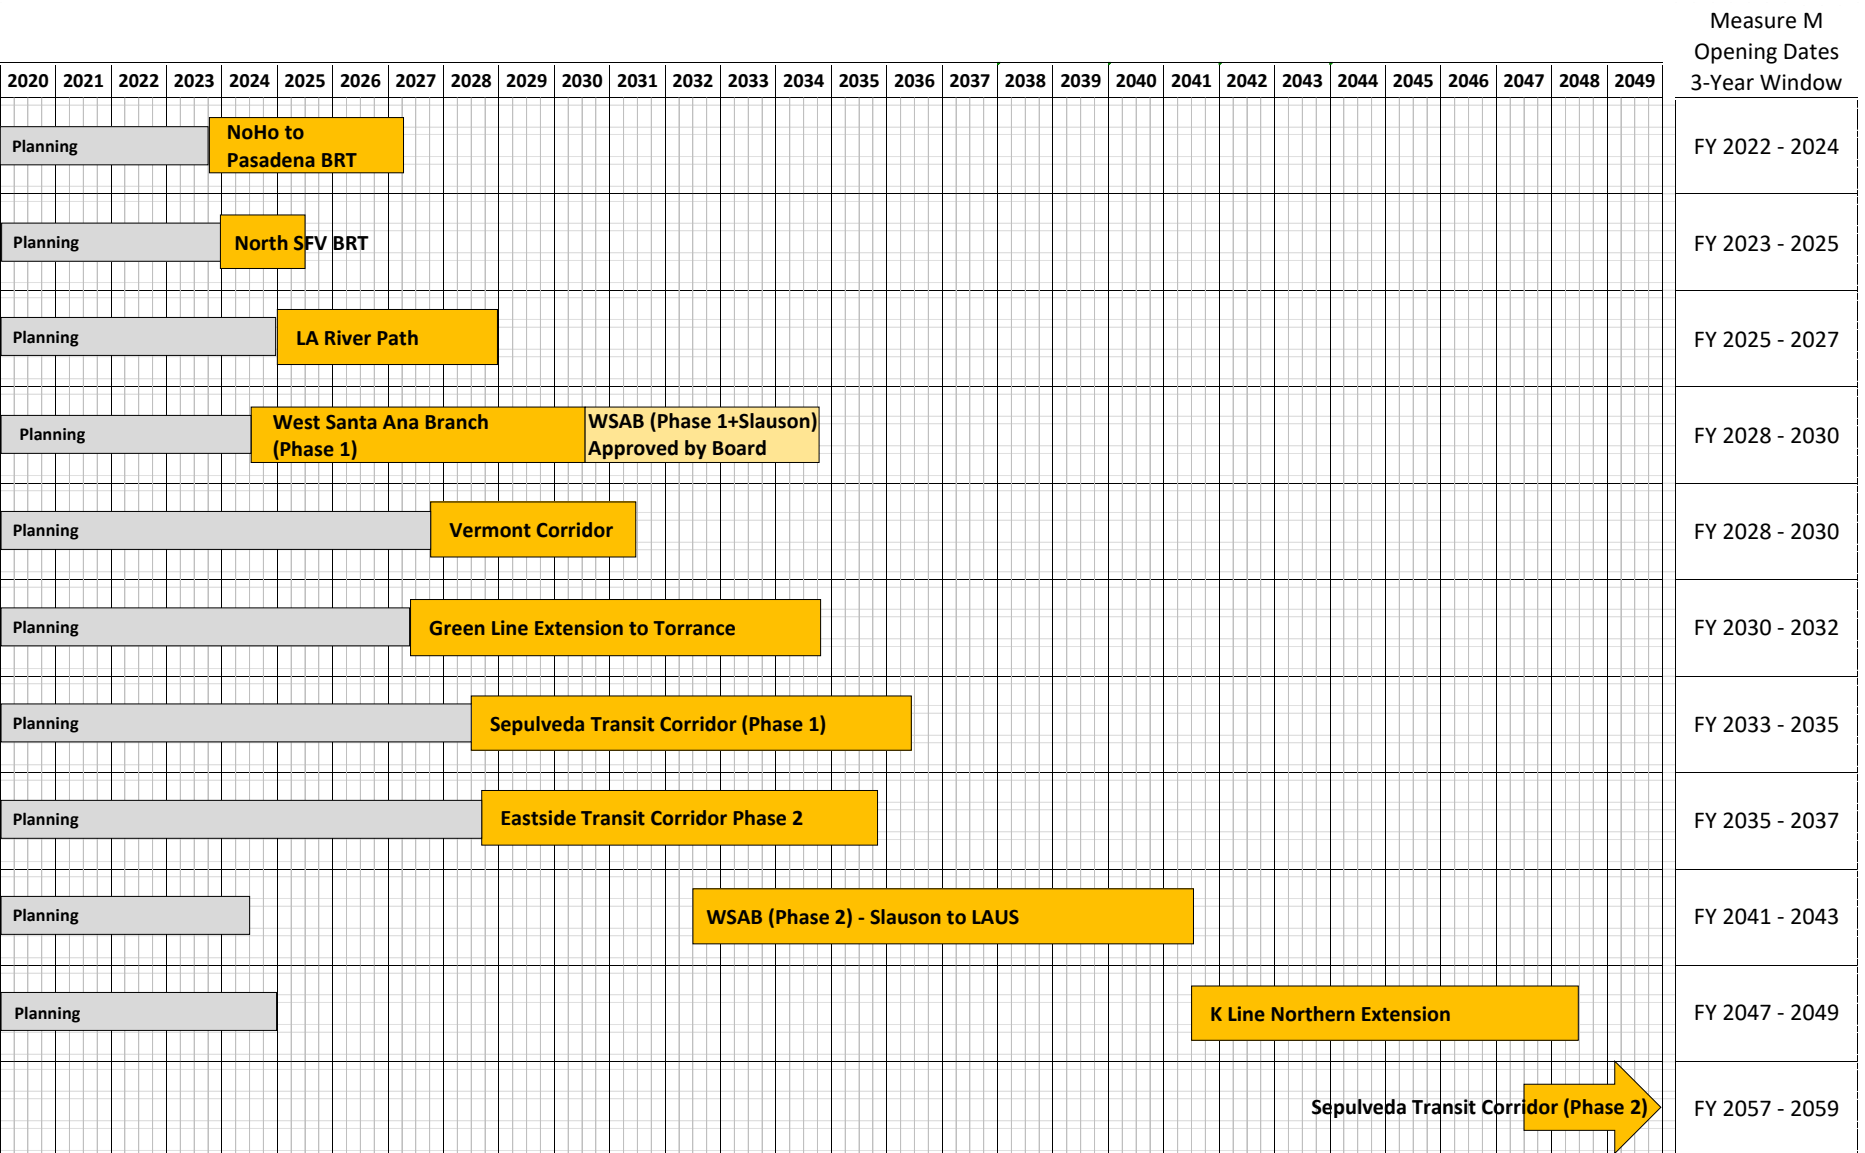 Measure M
Opening Dates
3-Year Window
2020 2021 2022 2023 2024 2025 2026 2027 2028 2029 2030 2031 2032 2033 2034 2035 2036 2037 2038 2039 2040 2041 2042 2043 2044 2045 2046 2047 2048 2049
Planning
NoHo to
Pasadena BRT
FY 2022 - 2024
Planning
North SFV BRT
FY 2023 - 2025
Planning
LA River Path
FY 2025 - 2027
Planning
West Santa Ana Branch
(Phase 1)
WSAB (Phase 1+Slauson)
Approved by Board
FY 2028 - 2030
Planning
Vermont Corridor
FY 2028 - 2030
Planning
Green Line Extension to Torrance
FY 2030 - 2032
Planning
Sepulveda Transit Corridor (Phase 1)
FY 2033 - 2035
Planning
Eastside Transit Corridor Phase 2
FY 2035 - 2037
Planning
WSAB (Phase 2) - Slauson to LAUS
FY 2041 - 2043
Planning
K Line Northern Extension
FY 2047 - 2049
Sepulveda Transit Corridor (Phase 2)
FY 2057 - 2059